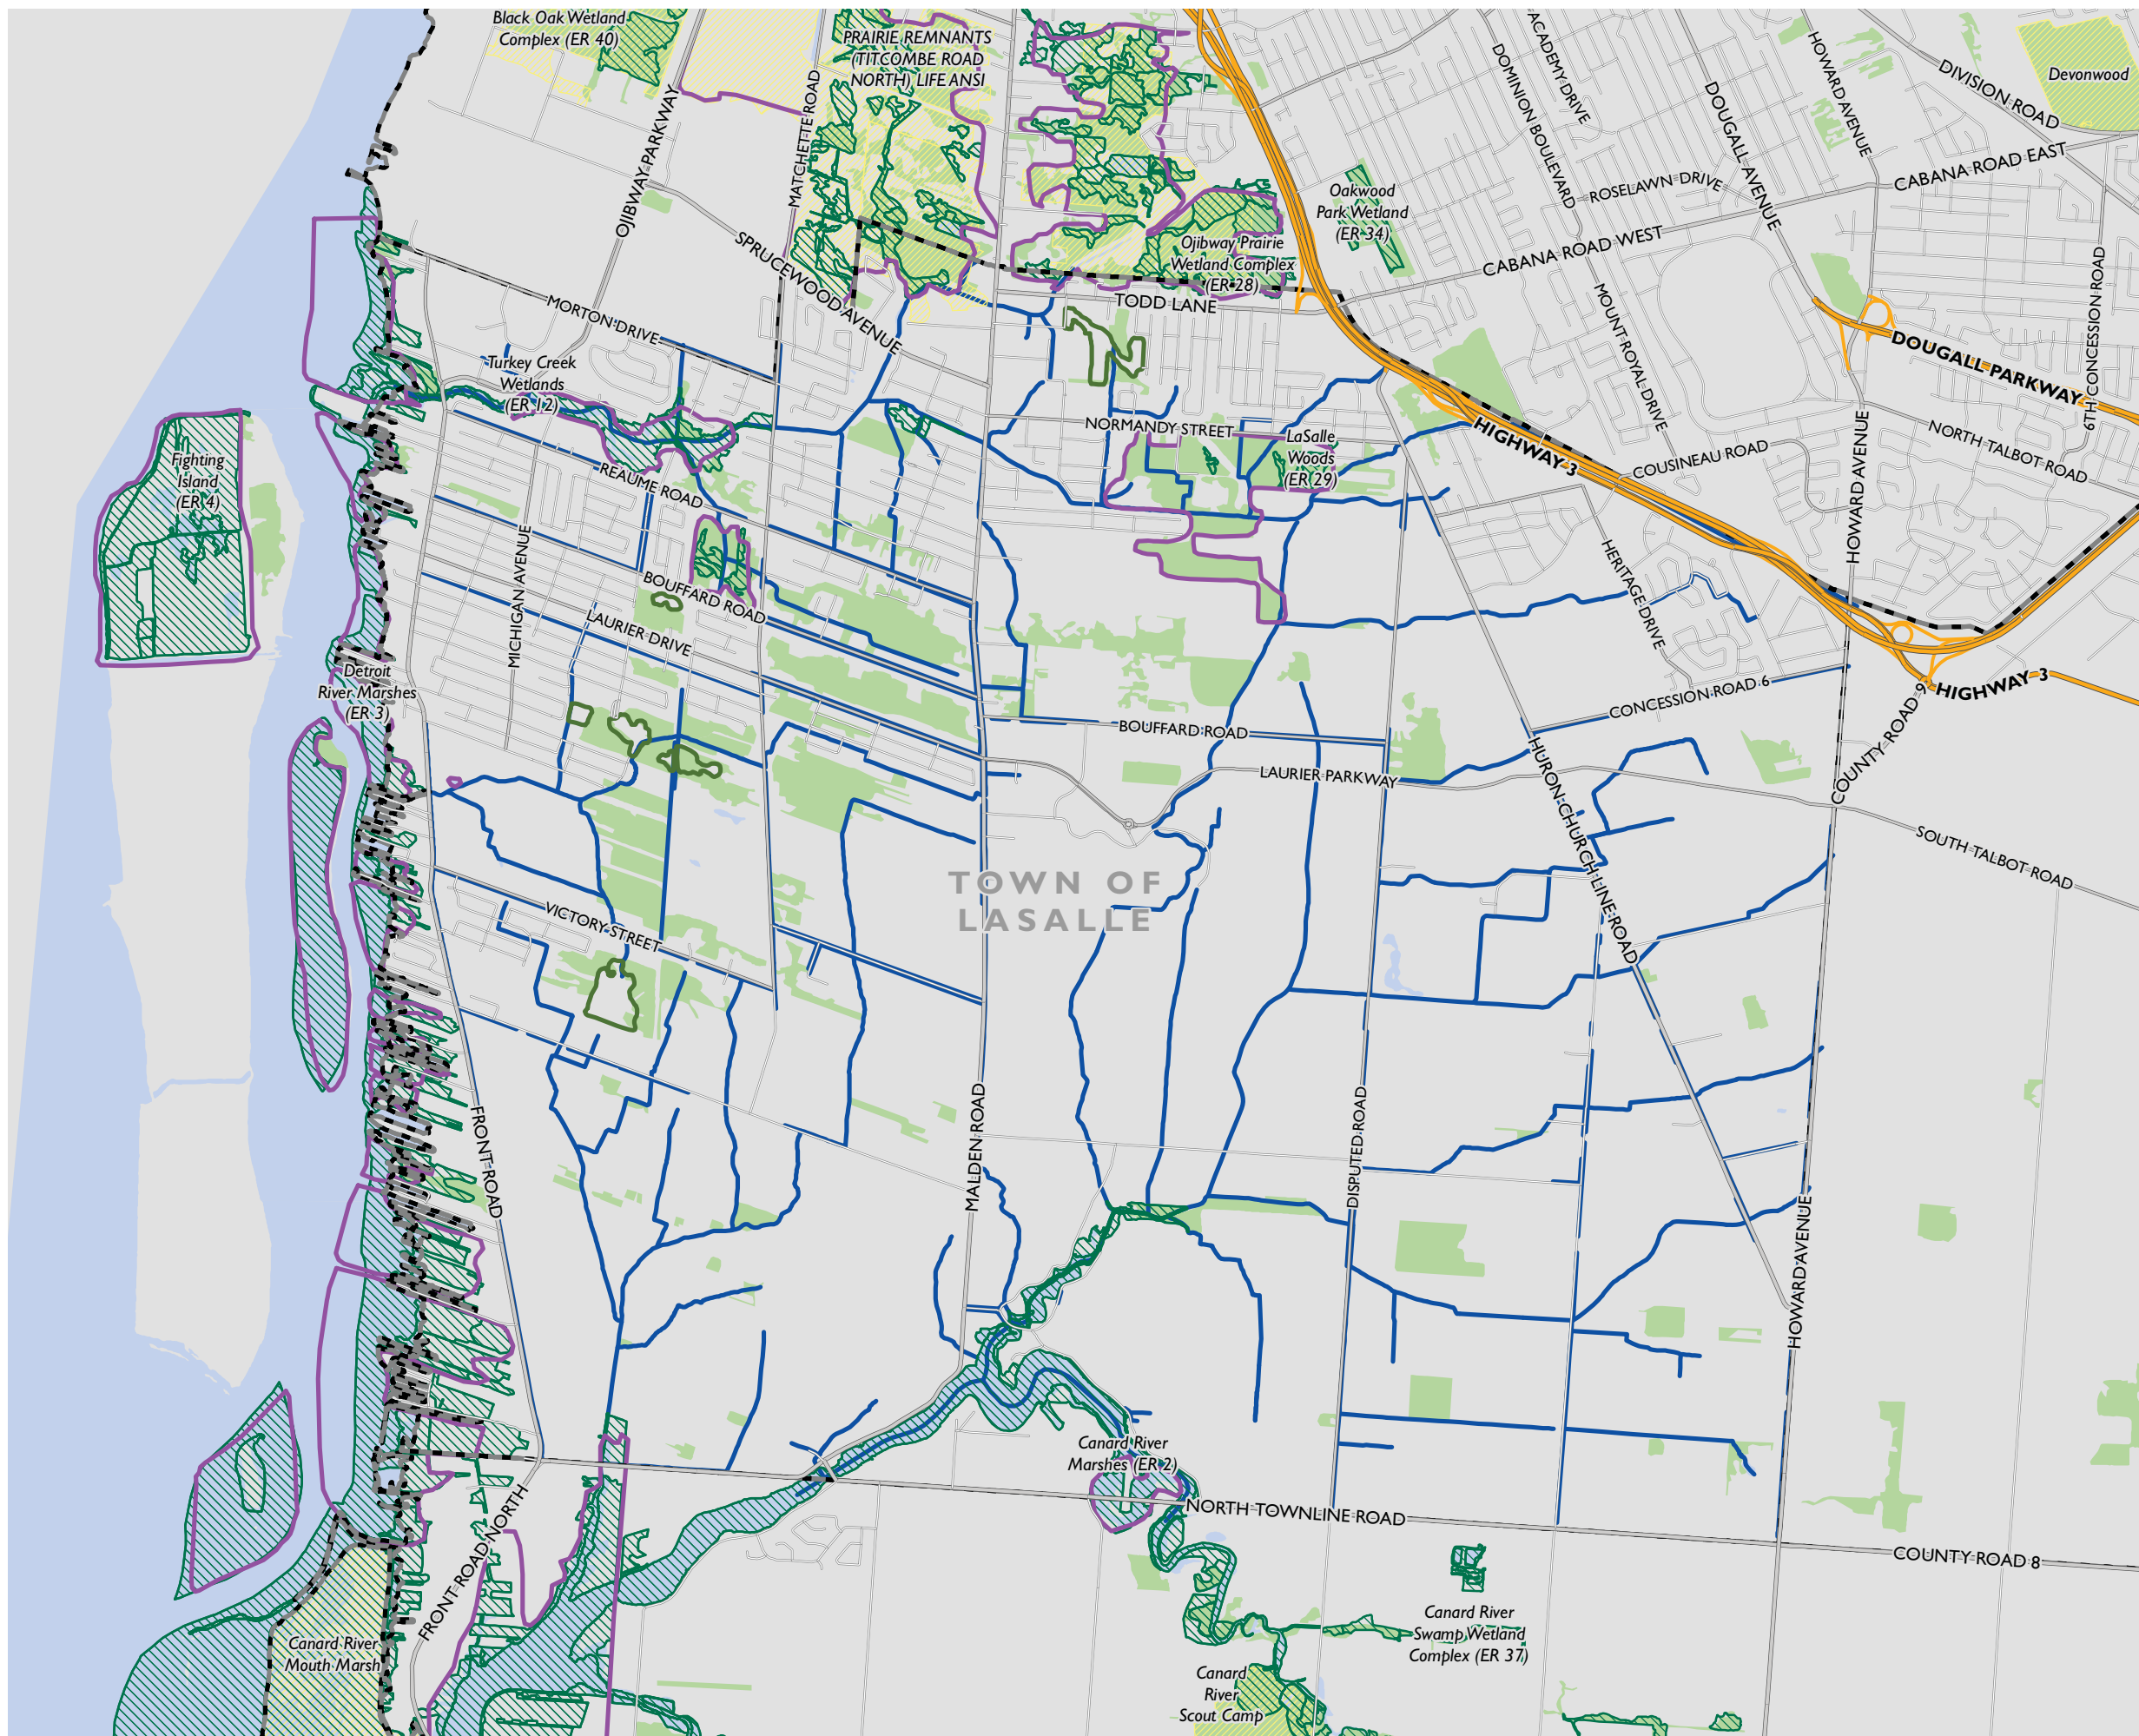 Black Oak Wetland
Complex (ER 40)
PRAIRIE REMNANTS
(TITCOMBE ROAD
NORTH) LIFE ANSI
Devonwood
ACADEMY DRIVE
DOMINION BOULEVARD
DOUGALL AVENUE
HOWARD AVENUE
DIVISION ROAD
CABANA ROAD EAST
ROSELAWN DRIVE
CABANA ROAD WEST
OJIBWAY PARKWAY
MATCHETTE ROAD
SPRUCEWOOD AVENUE
Oakwood
Park Wetland
(ER 34)
Ojibway Prairie
Wetland Complex
(ER 28)
TODD LANE
MORTON DRIVE
MOUNT ROYAL DRIVE
6TH CONCESSION ROAD
DOUGALL PARKWAY
Turkey Creek
Wetlands
(ER 12)
NORMANDY STREET
LaSalle
Woods
(ER 29)
HIGHWAY 3
COUSINEAU ROAD
NORTH TALBOT ROAD
HOWARD AVENUE
Fighting
Island
(ER 4)
REAUME ROAD
MICHIGAN AVENUE
BOUFFARD ROAD
LAURIER DRIVE
HERITAGE DRIVE
Detroit
River Marshes
(ER 3)
CONCESSION ROAD 6
HIGHWAY 3
COUNTY ROAD 9
BOUFFARD ROAD
LAURIER PARKWAY
HURON CHURCH LINE ROAD
SOUTH TALBOT ROAD
TOWN OF
LASALLE
VICTORY STREET
FRONT ROAD
MALDEN ROAD
DISPUTED ROAD
HOWARD AVENUE
Canard River
Marshes (ER 2)
NORTH TOWNLINE ROAD
COUNTY ROAD 8
FRONT ROAD NORTH
Canard River
Mouth Marsh
Canard River
Swamp Wetland
Complex (ER 37)
Canard
River
Scout Camp